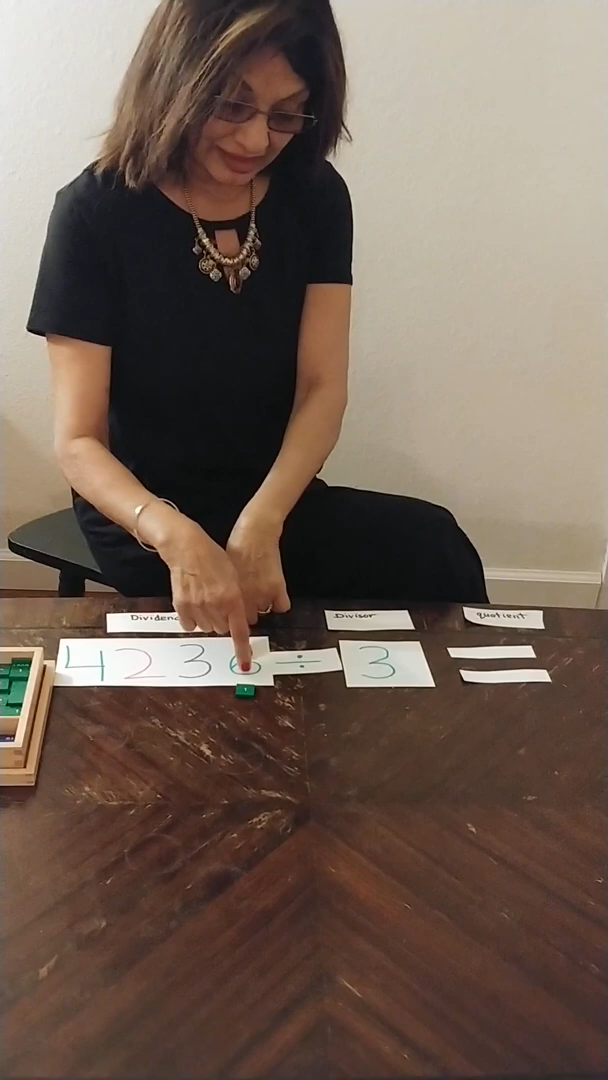 Dividend Divisor quotient
4236 ÷ 3 =
1